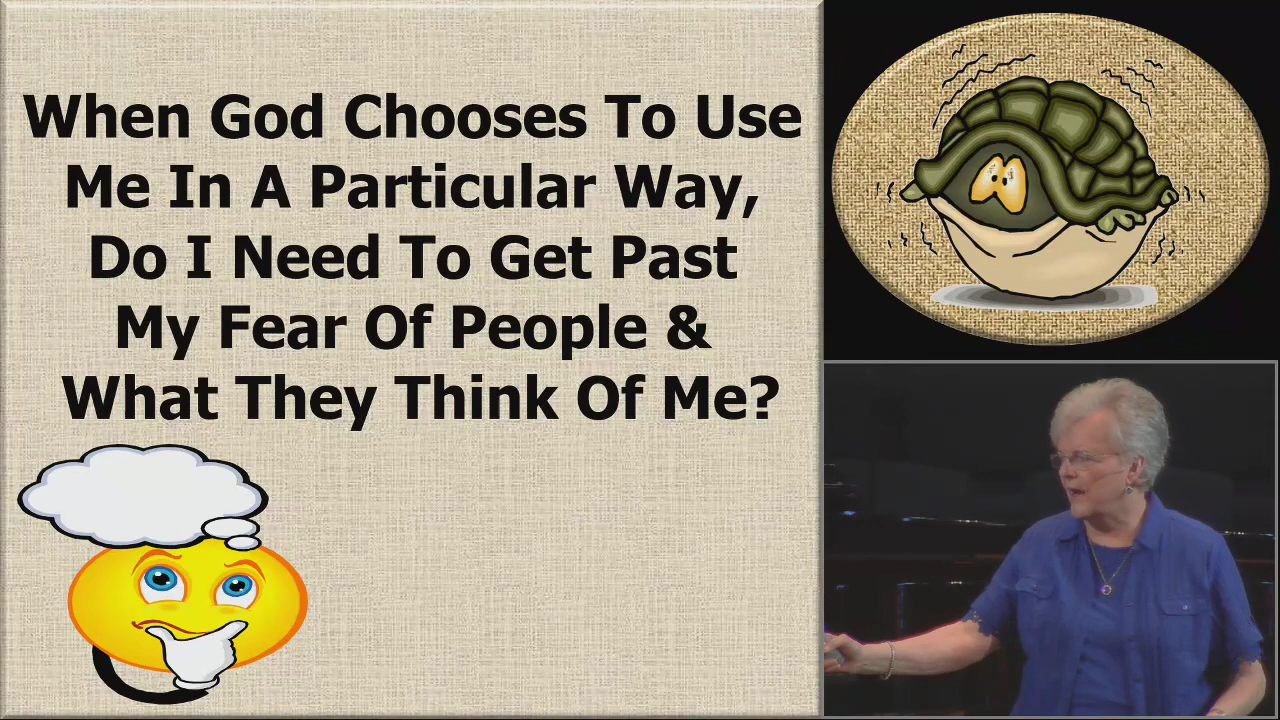 When God Chooses To Use
Me In A Particular Way,
Do I Need To Get Past
My Fear Of People &
What They Think Of Me?